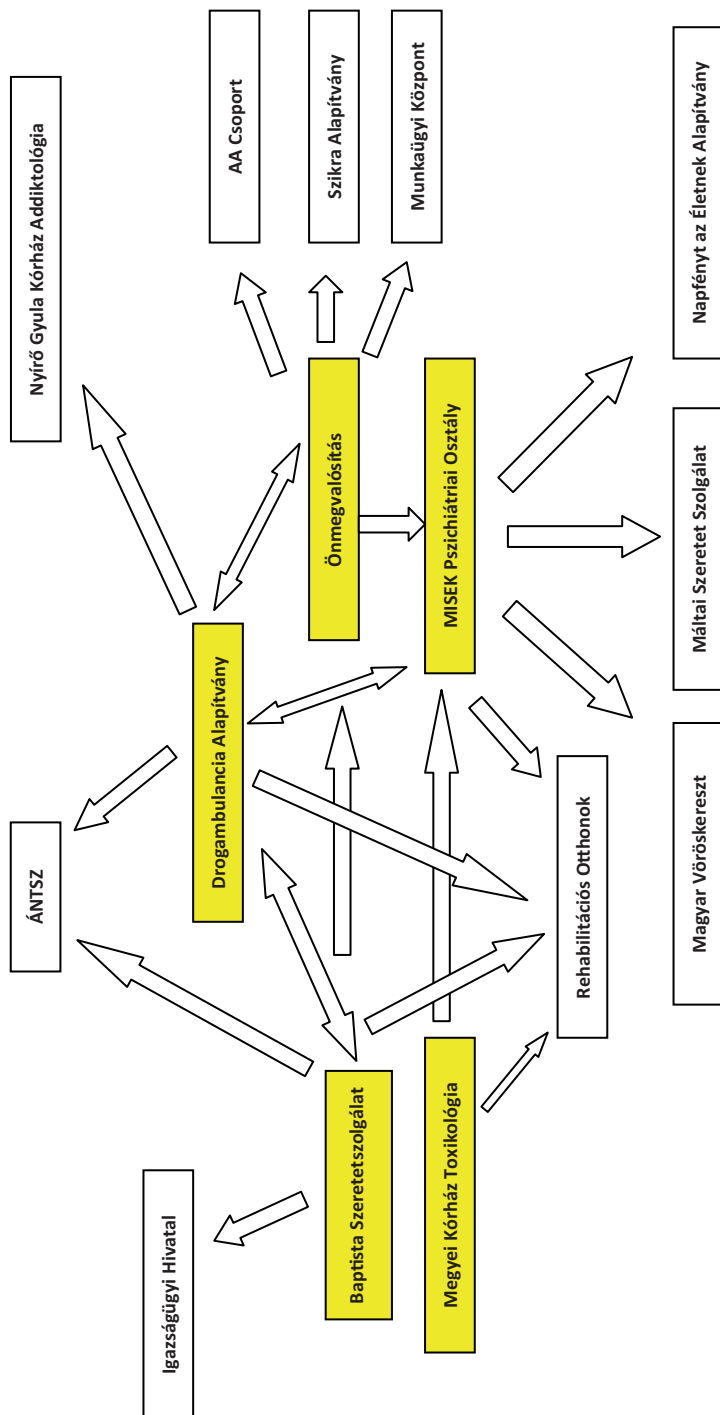 Igazságügyi Hivatal
ÁNTSZ
Nyírő Gyula Kórház Addiktológia
Drogambulancia Alapítvány
AA Csoport
Baptista Szeretetszolgálat
Önmegvalósítás
Szikra Alapítvány
Megyei Kórház Toxikológia
MISEK Pszichiátriai Osztály
Munkaügyi Központ
Rehabilitációs Otthonok
Magyar Vöröskereszt
Máltai Szeretet Szolgálat
Napfényt az Életnek Alapítvány